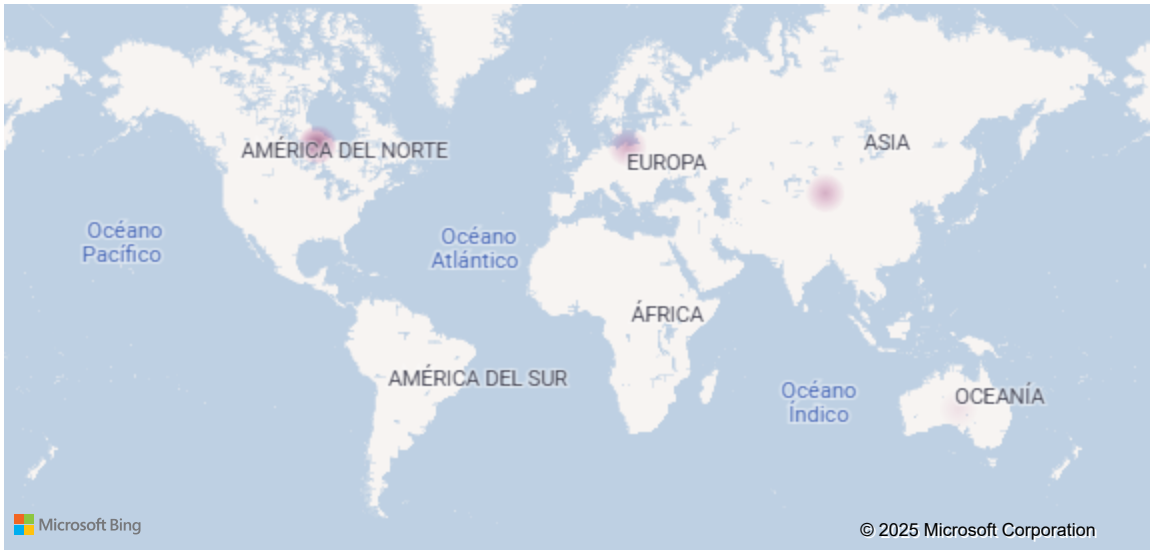 ASIA
AMÉRICA DEL NORTE
EUROPA
Océano
Pacífico
Océano
Atlántico
ÁFRICA
AMÉRICA DEL SUR
Océano
Índico
OCEANÍA
Microsoft Bing
© 2025 Microsoft Corporation